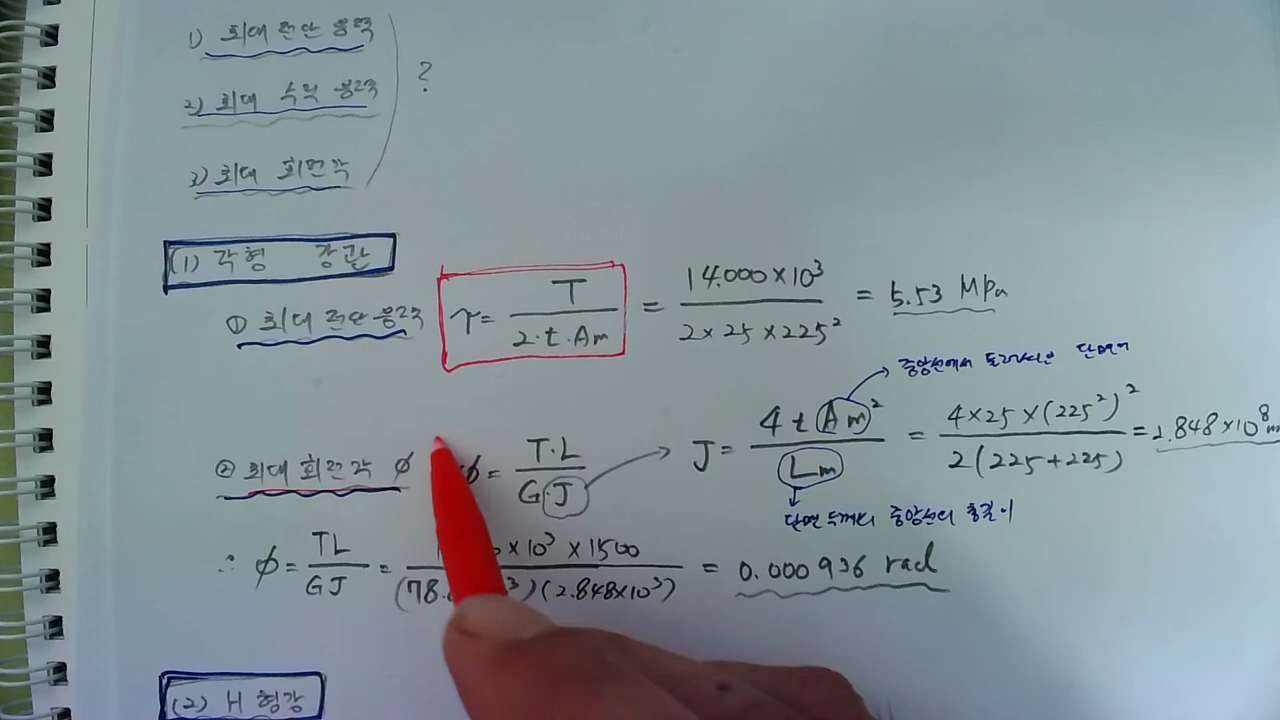 1) 최대 전단 응력
2) 최대 수직 응력
3) 최대 회전각
?
(1) 각형 강관
① 최대 전단응력 τ = T / 2·t·Am = 14.000×10³ / 2×25×225² = 5.53 MPa
중앙선에서 둘러싸인 단면적
② 최대 회전각 φ φ = T·L / G·J J = 4 t Am² / Lm = 4×25×(225²)² / 2(225+225) = 2.848×10⁸ m
단면 두께의 중앙선의 총길이
∴ φ = TL / GJ = ×10³×1500 / (78. ³)(2.848×10³) = 0.000936 rad
(2) H 형강